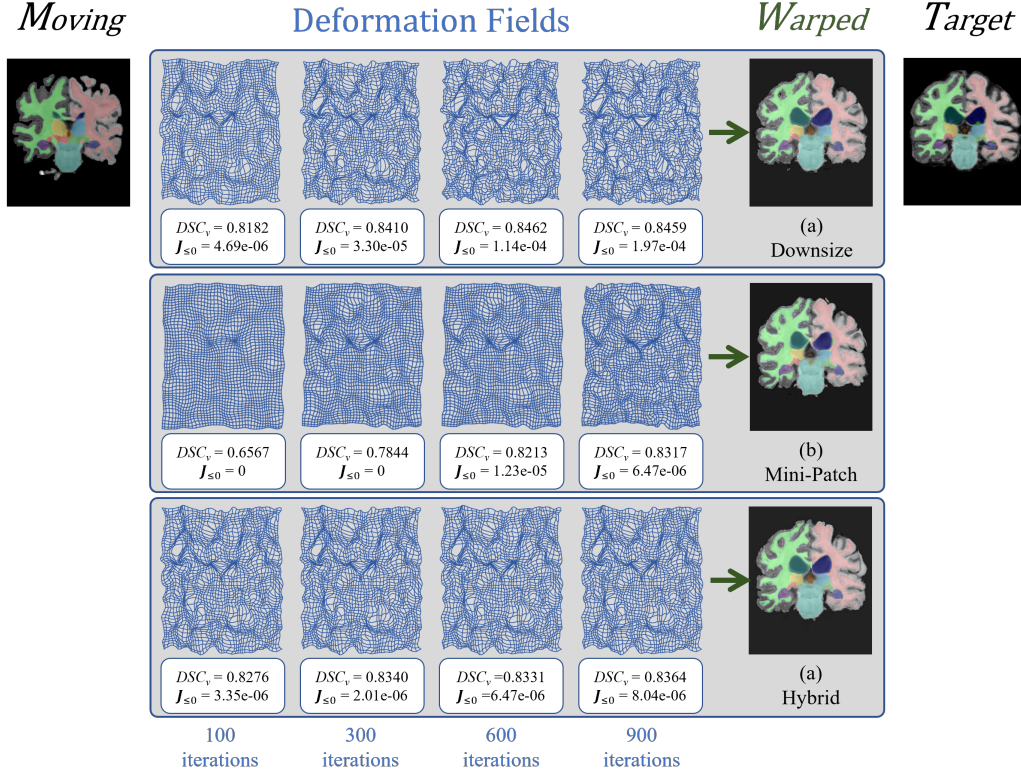 Moving
Deformation Fields
Warped
Target
DSCv = 0.8182
J≤0 = 4.69e-06
DSCv = 0.8410
J≤0 = 3.30e-05
DSCv = 0.8462
J≤0 = 1.14e-04
DSCv = 0.8459
J≤0 = 1.97e-04
(a)
Downsize
DSCv = 0.6567
J≤0 = 0
DSCv = 0.7844
J≤0 = 0
DSCv = 0.8213
J≤0 = 1.23e-05
DSCv = 0.8317
J≤0 = 6.47e-06
(b)
Mini-Patch
DSCv = 0.8276
J≤0 = 3.35e-06
DSCv = 0.8340
J≤0 = 2.01e-06
DSCv =0.8331
J≤0 =6.47e-06
DSCv = 0.8364
J≤0 = 8.04e-06
(a)
Hybrid
100
iterations
300
iterations
600
iterations
900
iterations